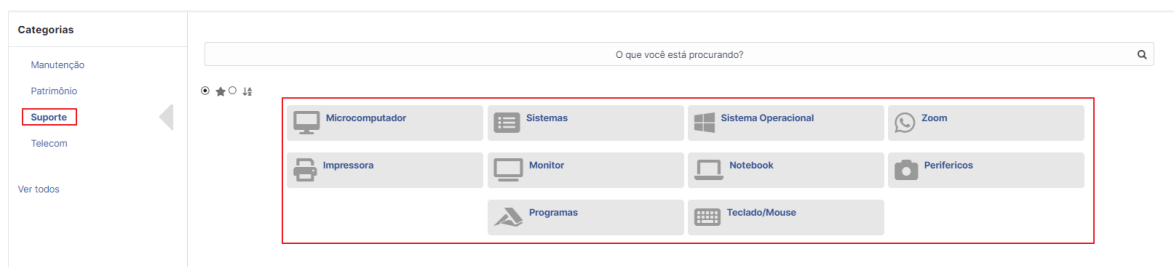 Categorias
Manutenção
Patrimônio
Suporte
Telecom
Ver todos
O que você está procurando?
Microcomputador
Sistemas
Sistema Operacional
Zoom
Impressora
Monitor
Notebook
Perifericos
Programas
Teclado/Mouse